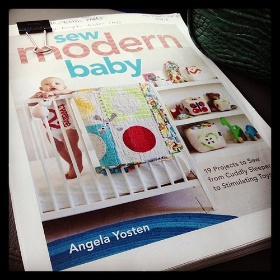 sew
modern
baby
19 Projects to Sew
from Cuddly Sleepers
to Stimulating Toys
Angela Yosten